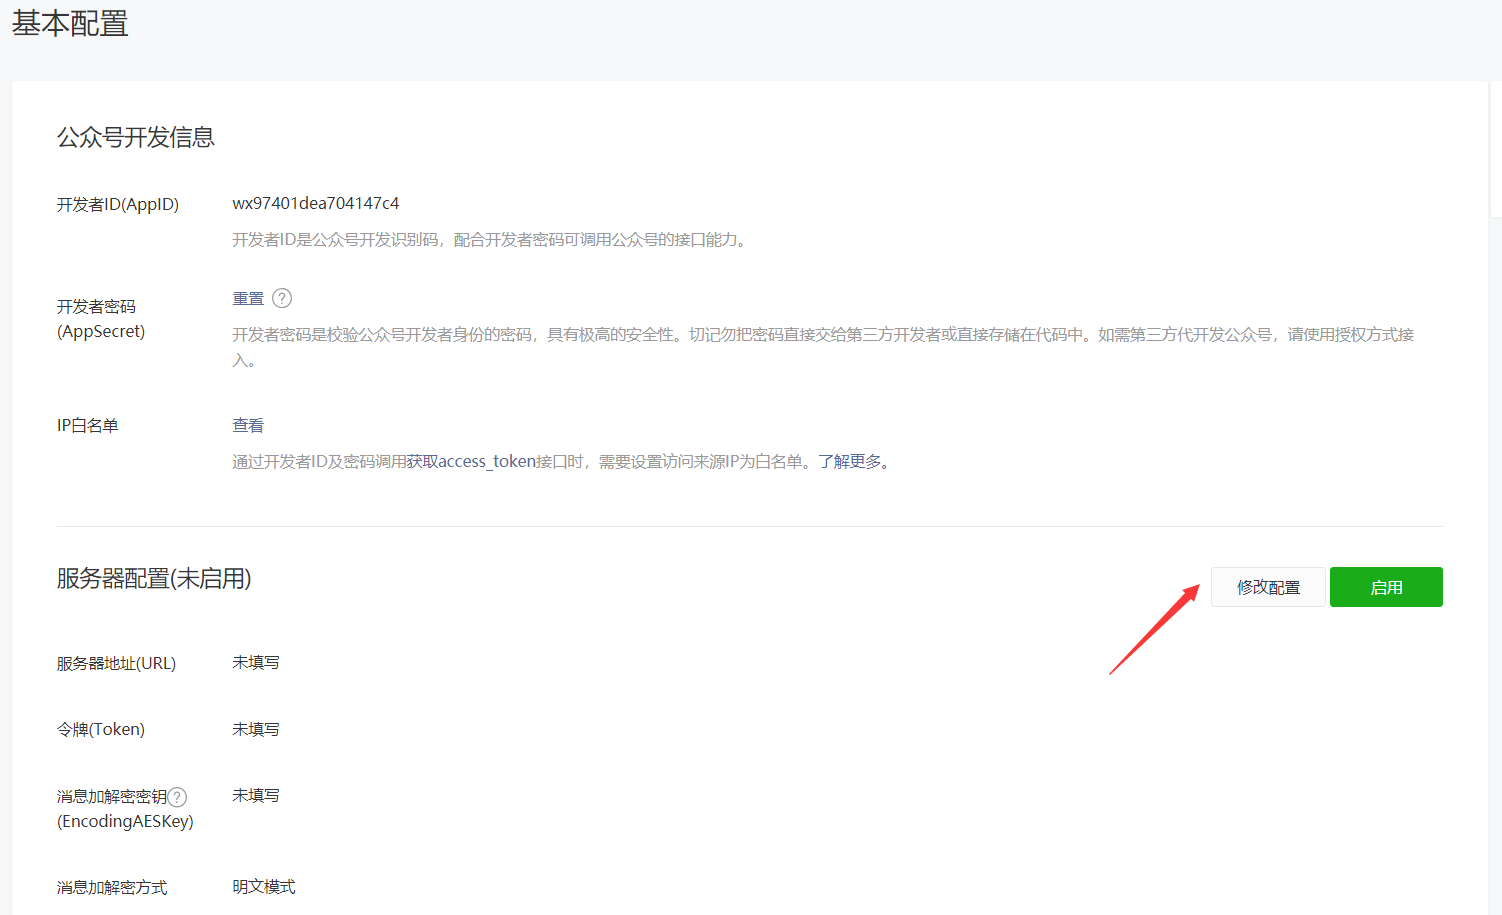 基本配置
公众号开发信息
开发者ID(AppID)
wx97401dea704147c4
开发者ID是公众号开发识别码，配合开发者密码可调用公众号的接口能力。
开发者密码
(AppSecret)
重置 ?
开发者密码是校验公众号开发者身份的密码，具有极高的安全性。切记勿把密码直接交给第三方开发者或直接存储在代码中。如需第三方代开发公众号，请使用授权方式接
入。
IP白名单
查看
通过开发者ID及密码调用获取access_token接口时，需要设置访问来源IP为白名单。了解更多。
服务器配置(未启用)
修改配置
启用
服务器地址(URL)
未填写
令牌(Token)
未填写
消息加解密密钥?
(EncodingAESKey)
未填写
消息加解密方式
明文模式